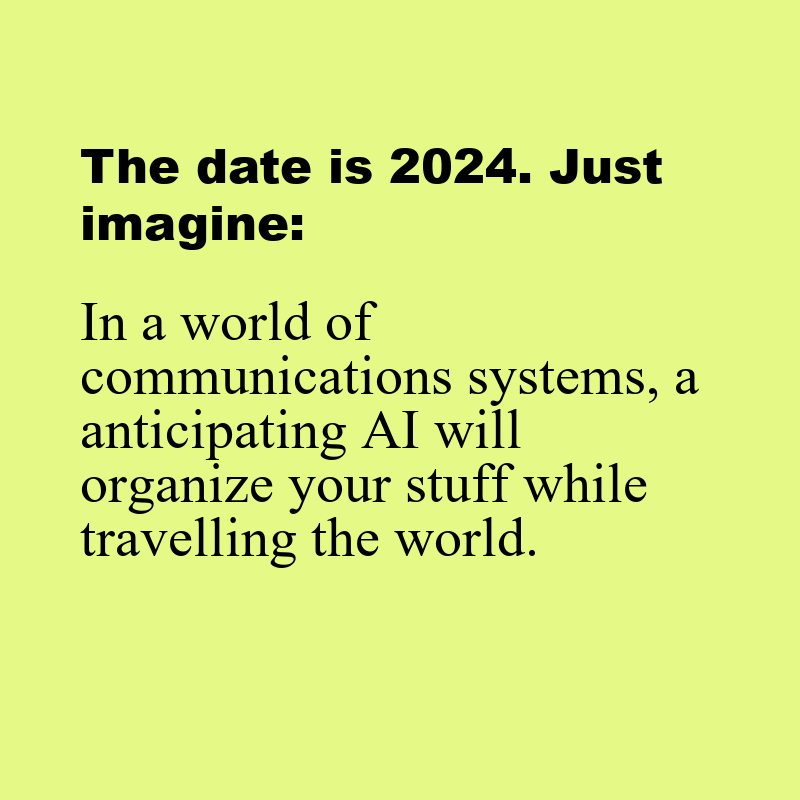 The date is 2024. Just
imagine:
In a world of
communications systems, a
anticipating AI will
organize your stuff while
travelling the world.